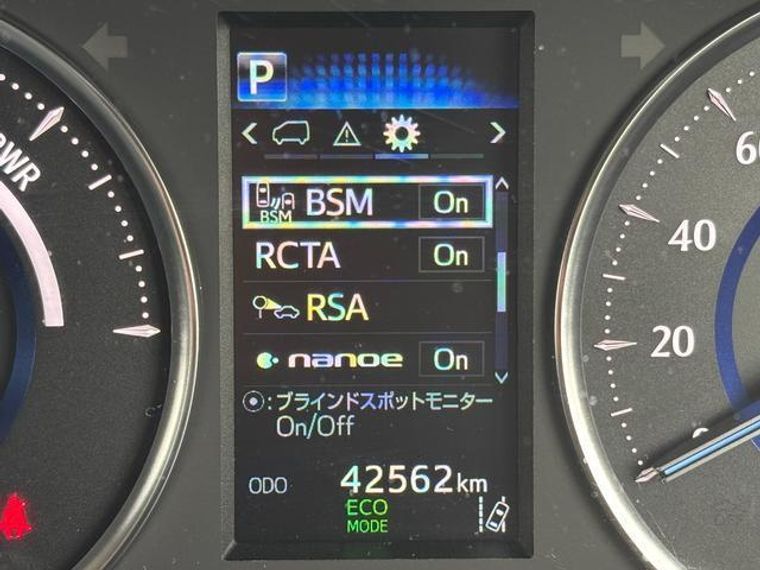 P
BSM BSM On
RCTA On
RSA
nanoe On
:ブラインドスポットモニター
On/Off
ODO 42562km
ECO
MODE
40
20